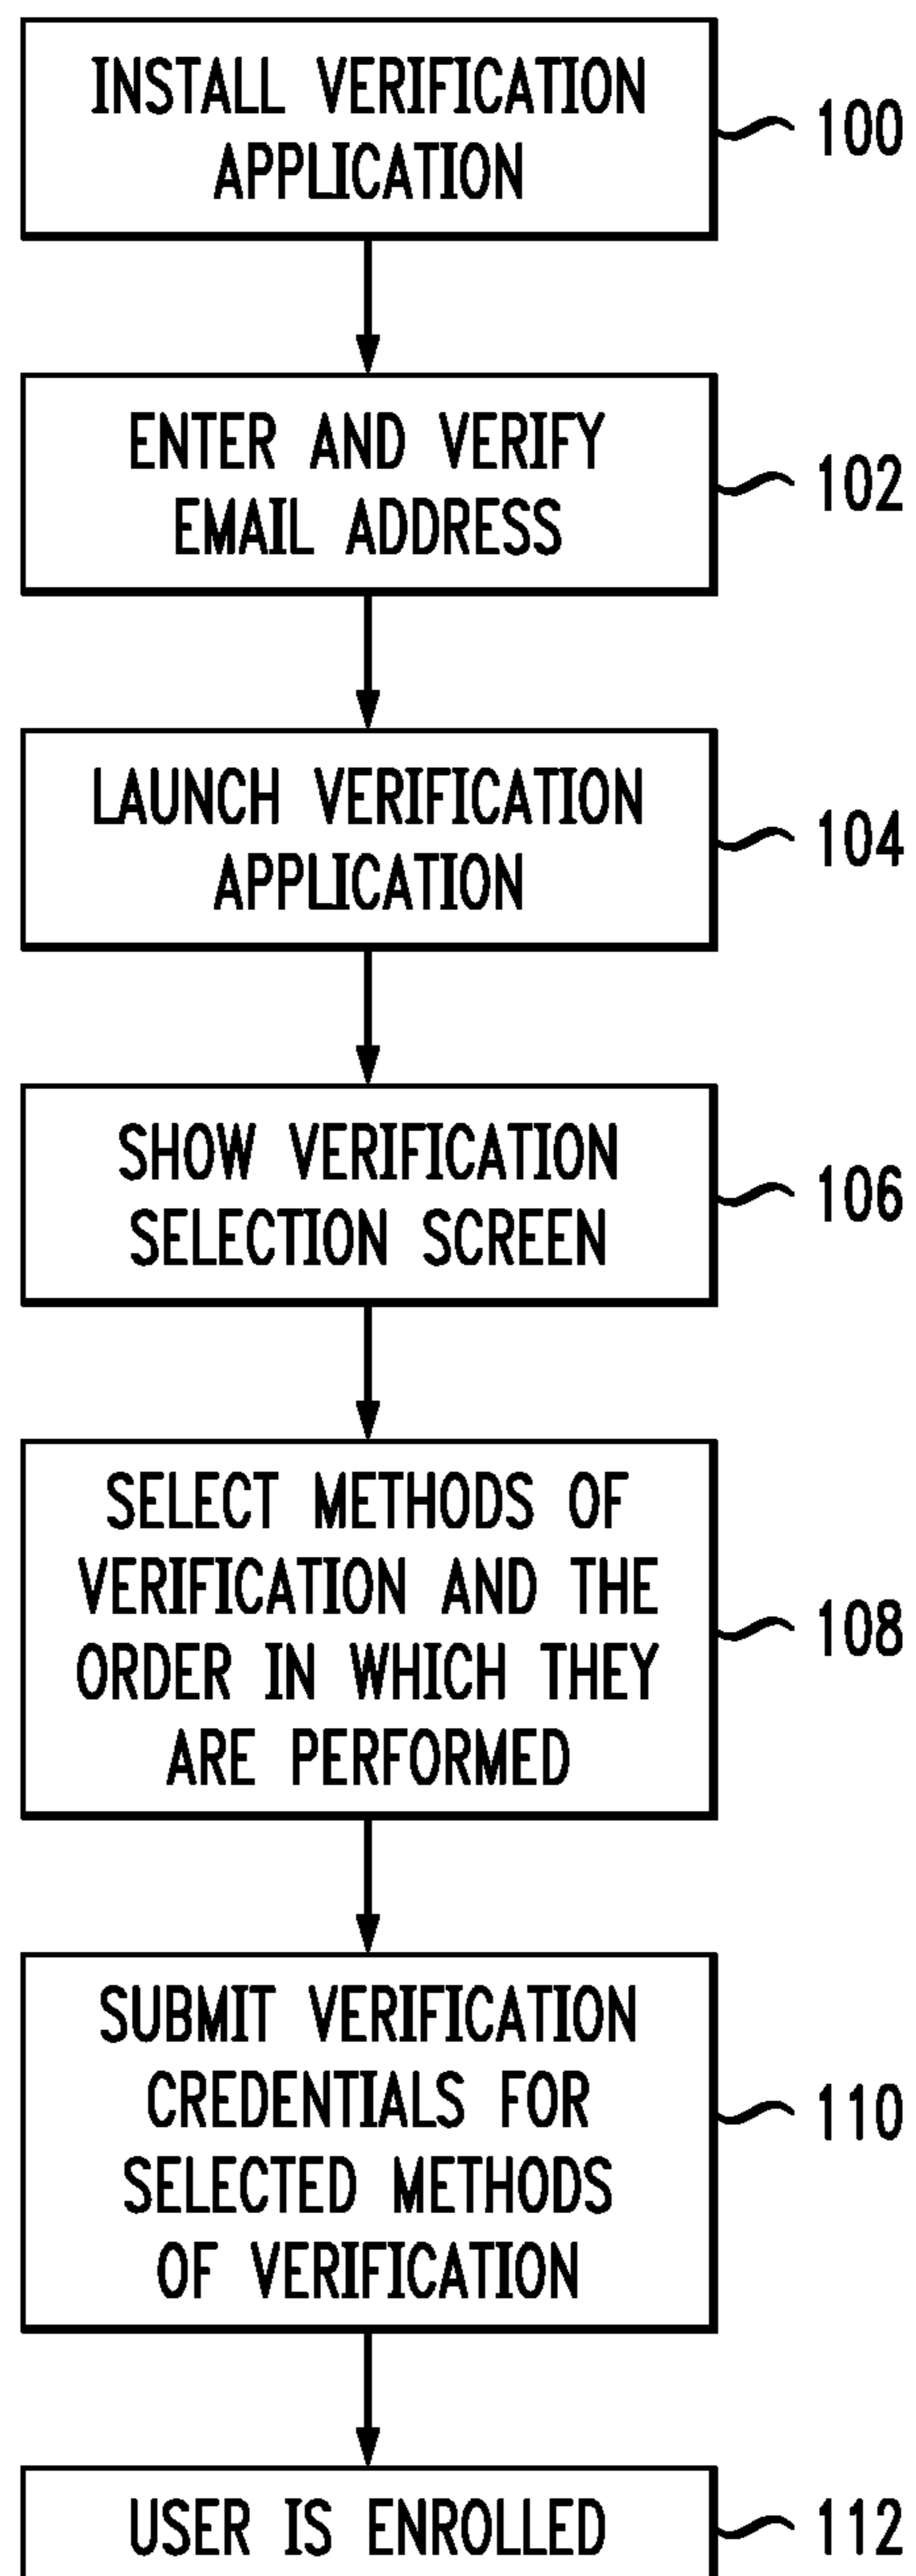 INSTALL VERIFICATION
APPLICATION
100
ENTER AND VERIFY
EMAIL ADDRESS
102
LAUNCH VERIFICATION
APPLICATION
104
SHOW VERIFICATION
SELECTION SCREEN
106
SELECT METHODS OF
VERIFICATION AND THE
ORDER IN WHICH THEY
ARE PERFORMED
108
SUBMIT VERIFICATION
CREDENTIALS FOR
SELECTED METHODS
OF VERIFICATION
110
USER IS ENROLLED
112